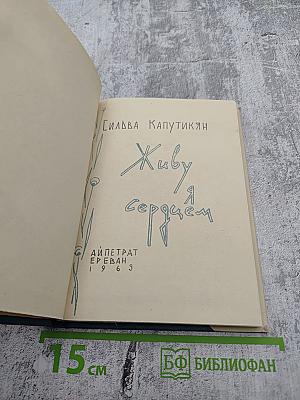 Сильва Капутикян
Живу
я
сердцем
АЙПЕТРАТ
ЕРЕВАН
1963
15 см
БФ БИБЛИОФАН